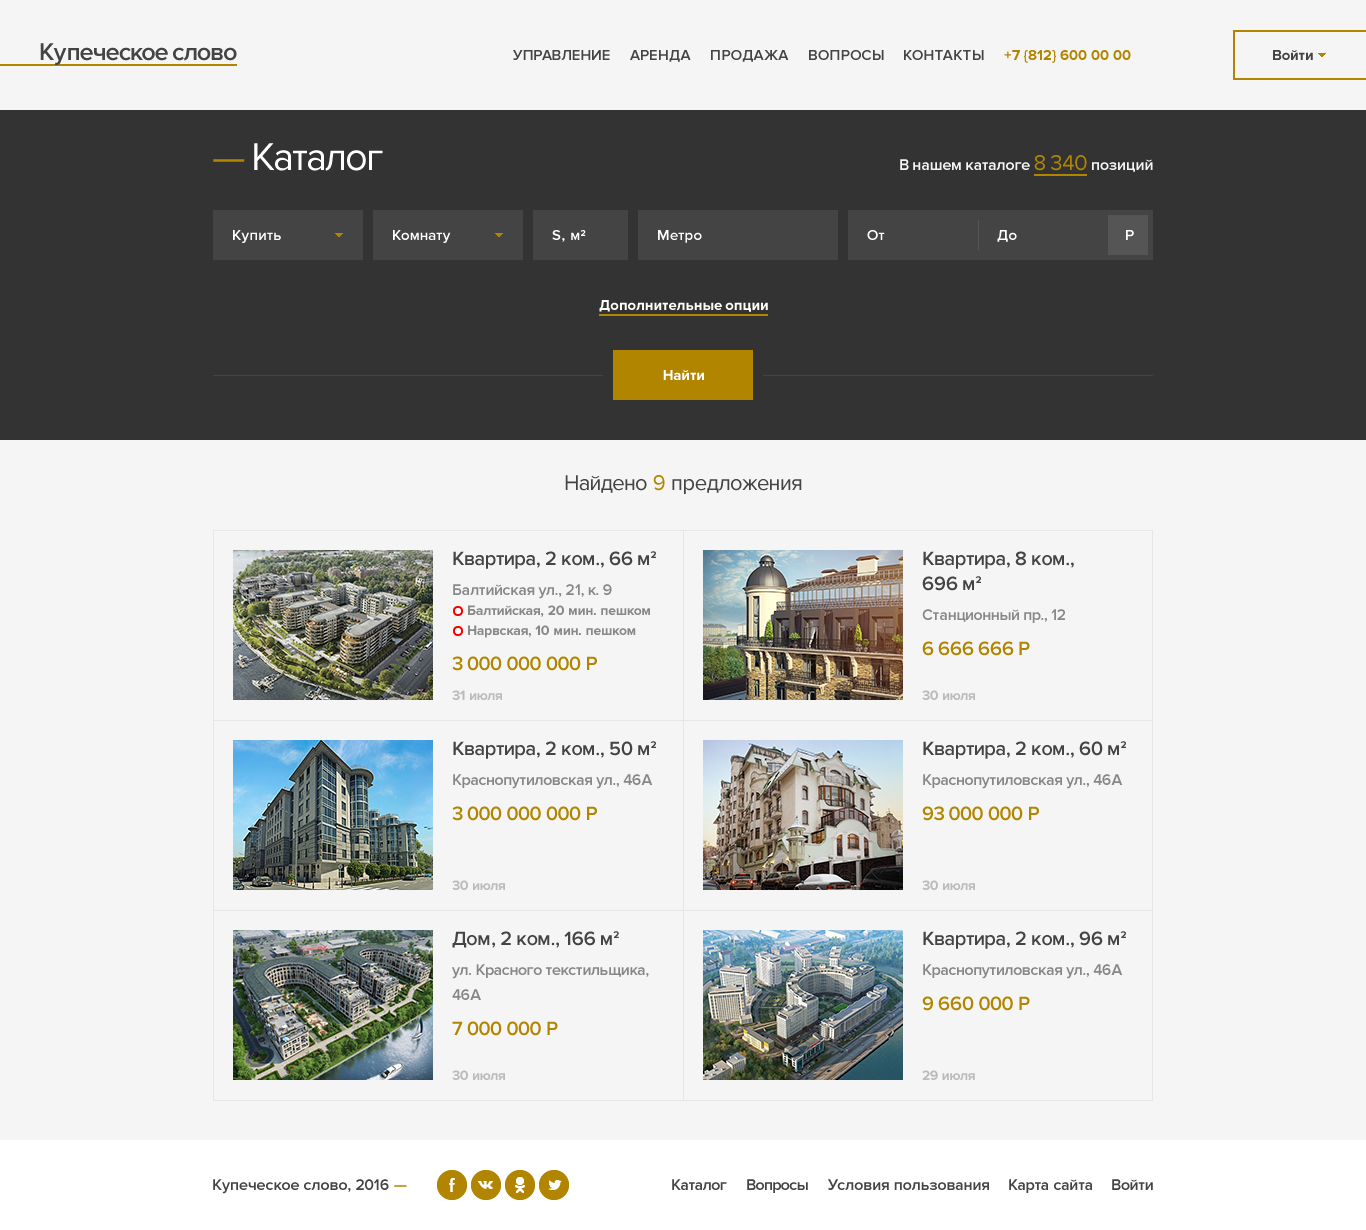 Купеческое слово
УПРАВЛЕНИЕ АРЕНДА ПРОДАЖА ВОПРОСЫ КОНТАКТЫ +7 {812} 600 00 00
Войти
— Каталог
В нашем каталоге 8 340 позиций
Купить Комнату S, м² Метро От До Р
Дополнительные опции
Найти
Найдено 9 предложения
Квартира, 2 ком., 66 м²
Балтийская ул., 21, к. 9
Балтийская, 20 мин. пешком
Нарвская, 10 мин. пешком
3 000 000 000 Р
31 июля
Квартира, 8 ком.,
696 м²
Станционный пр., 12
6 666 666 Р
30 июля
Квартира, 2 ком., 50 м²
Краснопутиловская ул., 46А
3 000 000 000 Р
30 июля
Квартира, 2 ком., 60 м²
Краснопутиловская ул., 46А
93 000 000 Р
30 июля
Дом, 2 ком., 166 м²
ул. Красного текстильщика,
46А
7 000 000 Р
30 июля
Квартира, 2 ком., 96 м²
Краснопутиловская ул., 46А
9 660 000 Р
29 июля
Купеческое слово, 2016 —
Каталог Вопросы Условия пользования Карта сайта Войти